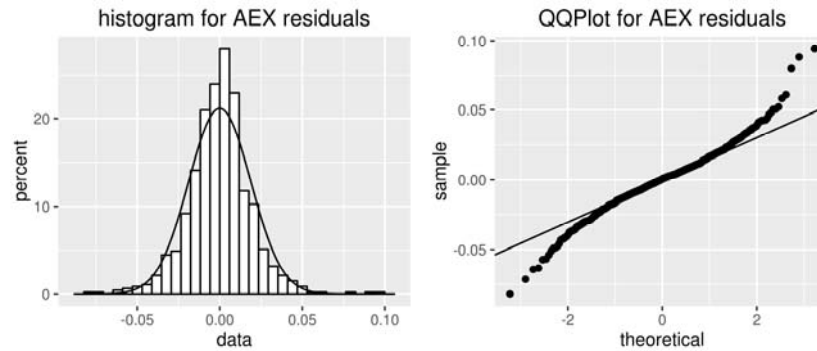 histogram for AEX residuals
percent
20
10
0
-0.05
0.00
0.05
0.10
data
QQPlot for AEX residuals
sample
0.10
0.05
0.00
-0.05
-2
0
2
theoretical